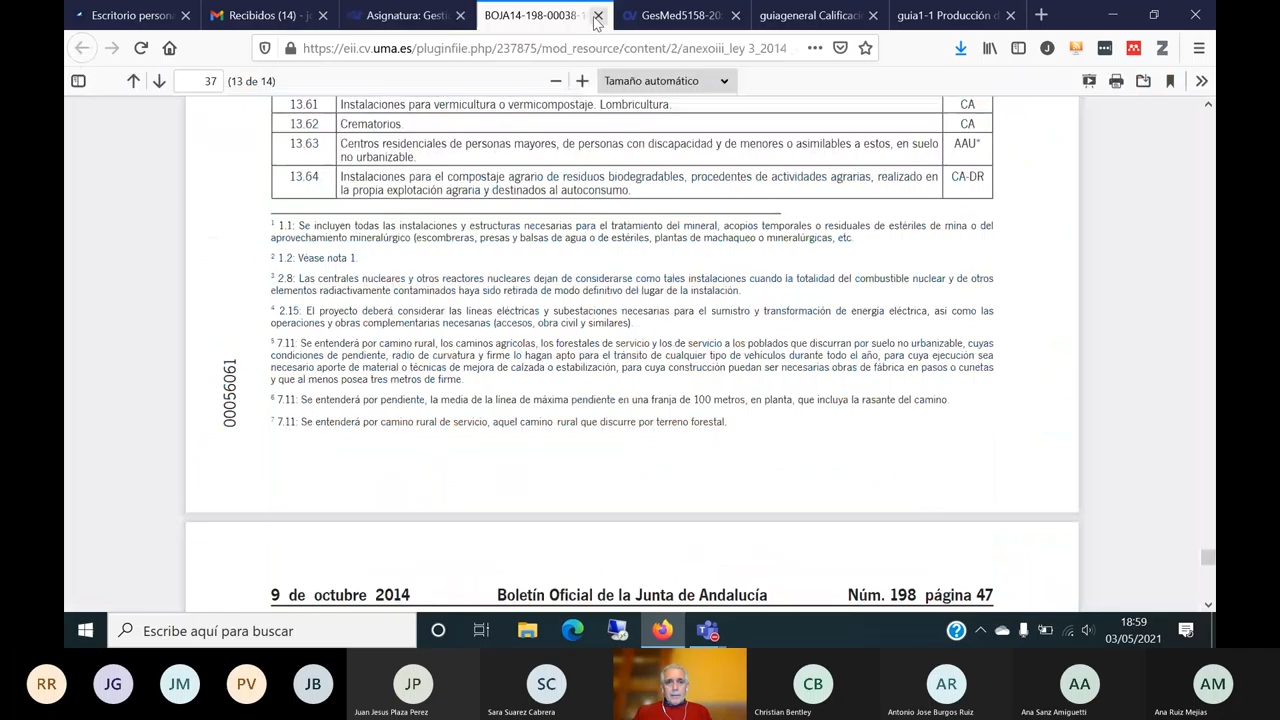 Escritorio persona
Recibidos (14) - j
Asignatura: Gesti
BOJA14-198-00038-1
GesMed5158-20
guiageneral Calificaci
guia1-1 Producción d
https://eii.cv.uma.es/pluginfile.php/237875/mod_resource/content/2/anexoiii_ley 3_2014
37 (13 de 14)
Tamaño automático
13.61 Instalaciones para vermicultura o vermicompostaje. Lombricultura. CA
13.62 Crematorios. CA
13.63 Centros residenciales de personas mayores, de personas con discapacidad y de menores o asimilables a estos, en suelo AAU*
no urbanizable.
13.64 Instalaciones para el compostaje agrario de residuos biodegradables, procedentes de actividades agrarias, realizado en CA-DR
la propia explotación agraria y destinados al autoconsumo.
1 1.1: Se incluyen todas las instalaciones y estructuras necesarias para el tratamiento del mineral, acopios temporales o residuales de estériles de mina o del
aprovechamiento mineralúrgico (escombreras, presas y balsas de agua o de estériles, plantas de machaqueo o mineralúrgicas, etc.
2 1.2: Véase nota 1.
3 2.8: Las centrales nucleares y otros reactores nucleares dejan de considerarse como tales instalaciones cuando la totalidad del combustible nuclear y de otros
elementos radiactivamente contaminados haya sido retirada de modo definitivo del lugar de la instalación.
4 2.15: El proyecto deberá considerar las líneas eléctricas y subestaciones necesarias para el sumistro y transformación de energía eléctrica, asi como las
operaciones y obras complementarias necesarias (accesos, obra civil y similares).
5 7.11: Se entenderá por camino rural, los caminos agrícolas, los forestales de servicio y los de servicio a los poblados que discurran por suelo no urbanizable, cuyas
condiciones de pendiente, radio de curvatura y firme lo hagan apto para el tránsito de cualquier tipo de vehículos durante todo el año, para cuya ejecución sea
necesario aporte de material o técnicas de mejora de calzada o estabilización, para cuya construcción puedan ser necesarias obras de fábrica en pasos o cunetas
y que al menos posea tres metros de firme.
6 7.11: Se entenderá por pendiente, la media de la línea de máxima pendiente en una franja de 100 metros, en planta, que incluya la rasante del camino.
7 7.11: Se entenderá por camino rural de servicio, aquel camino rural que discurre por terreno forestal.
00056061
9 de octubre 2014 Boletín Oficial de la Junta de Andalucía Núm. 198 página 47
Escribe aquí para buscar
18:59
03/05/2021
RR JG JM PV JB JP SC CB AR AA AM
Juan Jesus Plaza Perez
Sara Suarez Cabrera
Christian Bentley
Antonio Jose Burgos Ruiz
Ana Sanz Amiguetti
Ana Ruiz Mejias